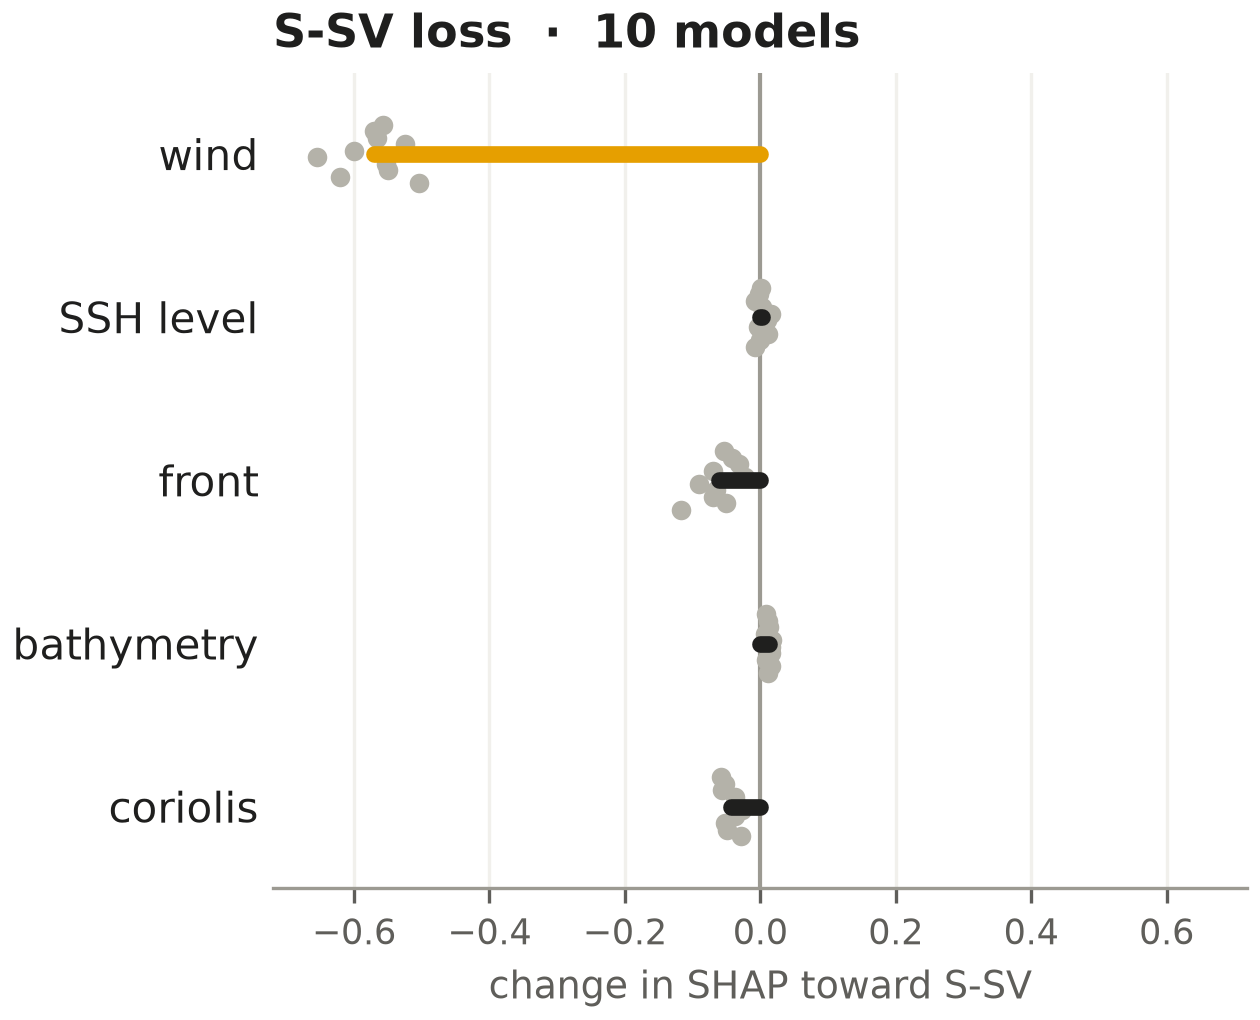 S-SV loss · 10 models
wind
SSH level
front
bathymetry
coriolis
−0.6 −0.4 −0.2 0.0 0.2 0.4 0.6
change in SHAP toward S-SV